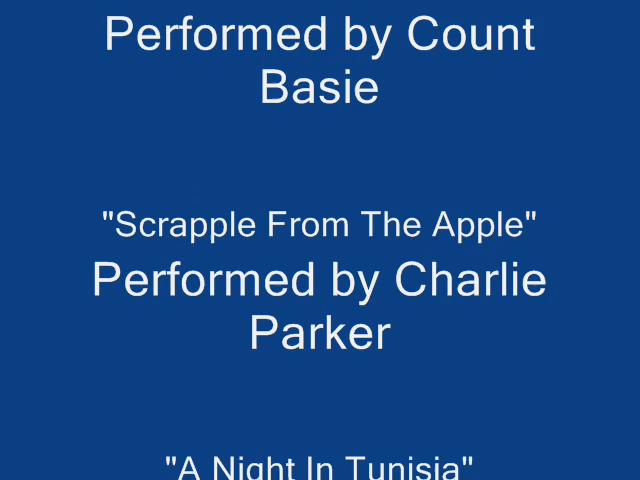 Performed by Count
Basie
"Scrapple From The Apple"
Performed by Charlie
Parker
"A Night In Tunisia"